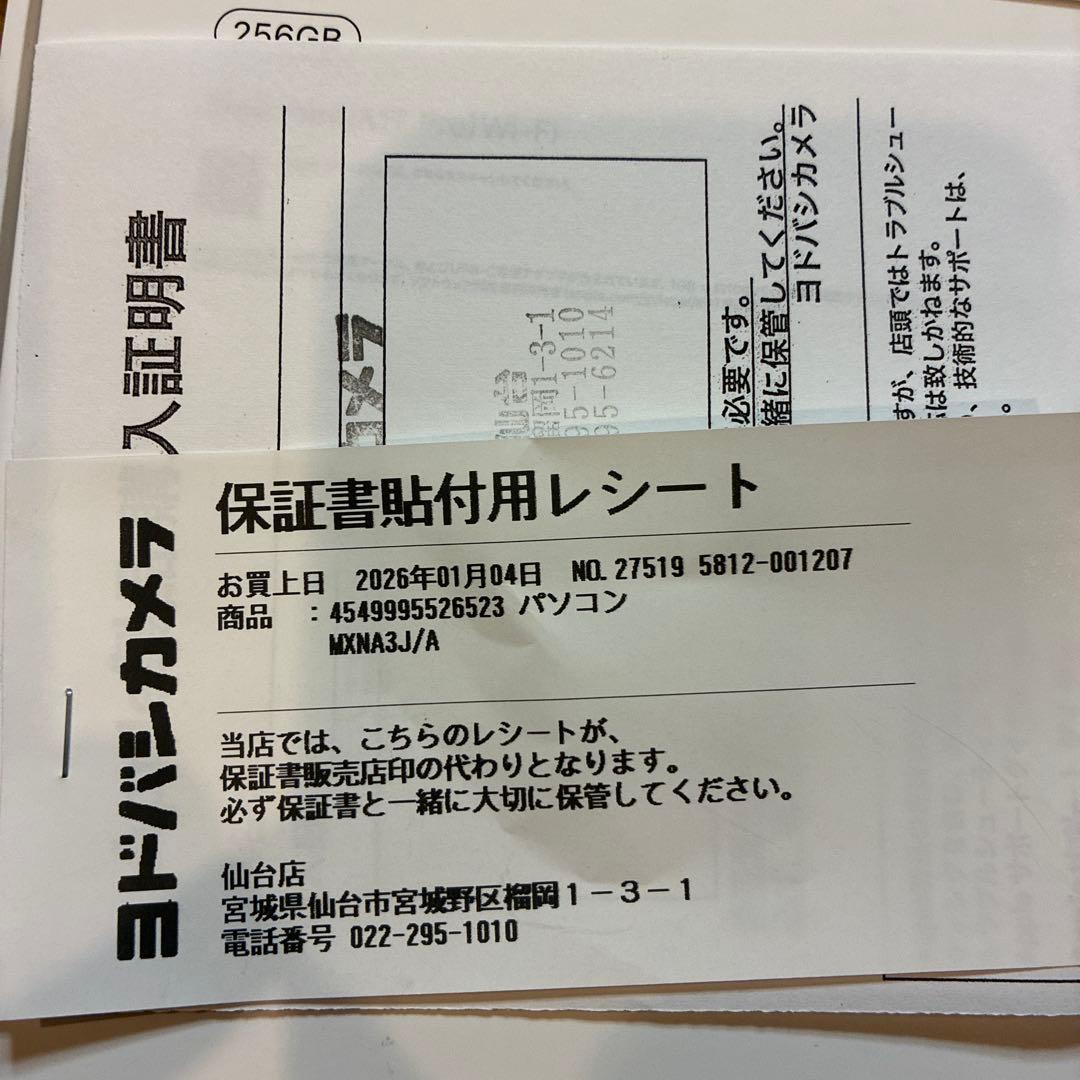 256GB
入証明書
カメラ
岡1-3-1
95-1010
95-6214
必要です。
緒に保管してください。
ヨドバシカメラ
すが、店頭ではトラブルシュー
は致しかねます。
、技術的なサポートは、
。
ヨドバシカメラ
保証書貼付用レシート
お買上日 2026年01月04日 NO. 27519 5812-001207
商品 :4549995526523 パソコン
MXNA3J/A
当店では、こちらのレシートが、
保証書販売店印の代わりとなります。
必ず保証書と一緒に大切に保管してください。
仙台店
宮城県仙台市宮城野区榴岡1-3-1
電話番号 022-295-1010